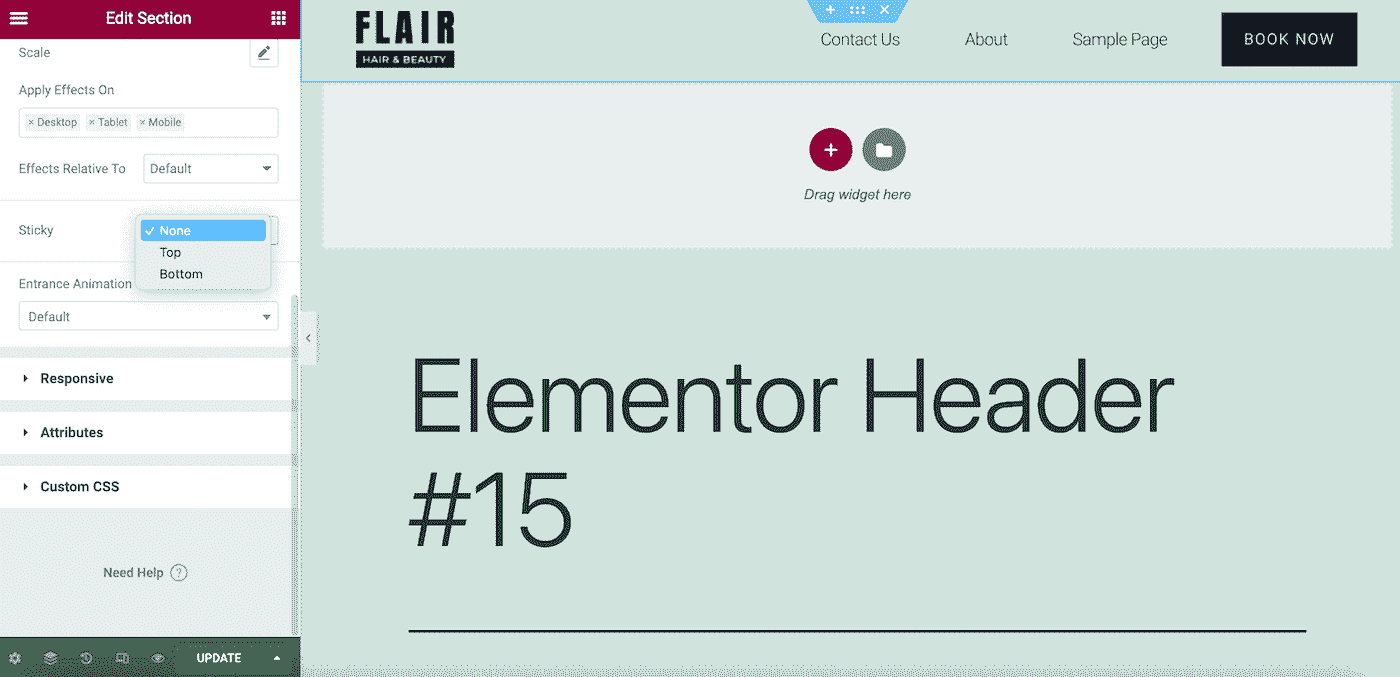 Edit Section
Scale
Apply Effects On
× Desktop × Tablet × Mobile
Effects Relative To Default
Sticky
✓ None
Top
Bottom
Entrance Animation
Default
Responsive
Attributes
Custom CSS
Need Help ?
UPDATE
FLAIR
HAIR & BEAUTY
Contact Us About Sample Page BOOK NOW
Drag widget here
Elementor Header
#15